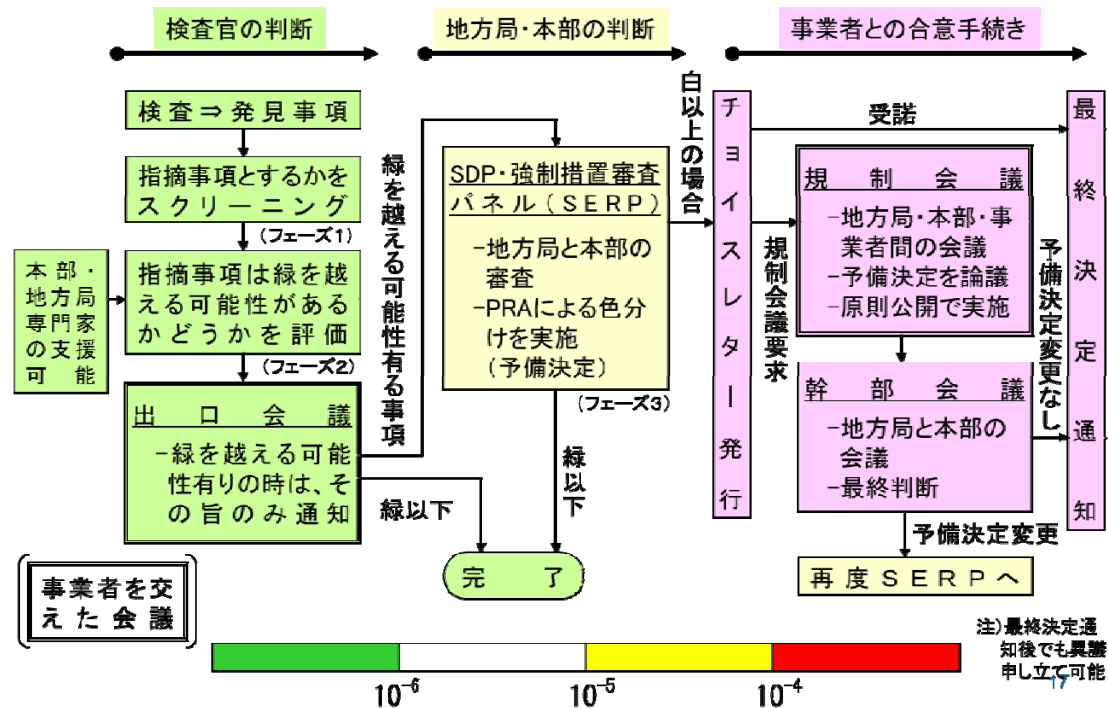 検査官の判断
地方局・本部の判断
事業者との合意手続き
検査⇒発見事項
指摘事項とするかを
スクリーニング
(フェーズ1)
本部・
地方局
専門家
の支援
可能
指摘事項は緑を越
える可能性がある
かどうかを評価
(フェーズ2)
出口会議
－緑を越える可能
性有りの時は、そ
の旨のみ通知
緑を越える可能性有る事項
緑以下
SDP・強制措置審査
パネル(SERP)
－地方局と本部の
審査
－PRAによる色分
けを実施
(予備決定)
(フェーズ3)
緑以下
完了
白以上の場合
チョイスレター発行
受諾
規制会議要求
規制会議
－地方局・本部・事
業者間の会議
－予備決定を論議
－原則公開で実施
幹部会議
－地方局と本部の
会議
－最終判断
予備決定変更なし
予備決定変更
再度SERPへ
最終決定通知
事業者を交
えた会議
10⁻⁶
10⁻⁵
10⁻⁴
注)最終決定通
知後でも異議
申し立て可能
17